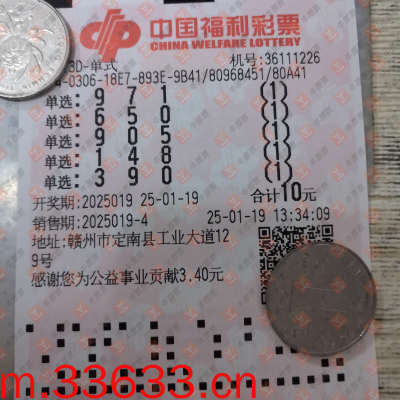 中国福利彩票
CHINA WELFARE LOTTERY
3D-单式 机号:36111226
-0306-18E7-893E-9B41/80968451/80A41
单选: 9 7 1 (1)
单选: 6 5 0 (1)
单选: 9 0 5 (1)
单选: 1 4 8 (1)
单选: 3 9 0 (1)
开奖期:2025019 25-01-19 合计10元
销售期:2025019-4 25-01-19 13:34:09
地址:赣州市定南县工业大道12
9号
感谢您为公益事业贡献3.40元
m.33633.cn